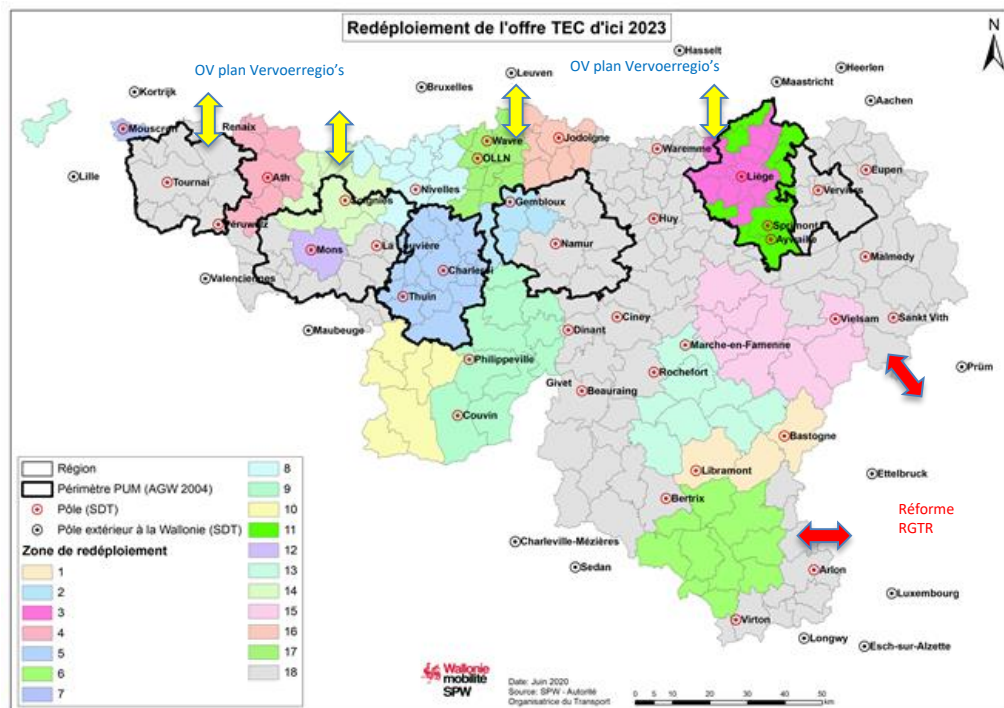 Redéploiement de l'offre TEC d'ici 2023
N
OV plan Vervoerregio's
OV plan Vervoerregio's
Hasselt
Leuven
Heerlen
Maastricht
Bruxelles
Kortrijk
Aachen
Mouscron
Renaix
Wavre
Jodoigne
OLLN
Waremme
Lille
Tournai
Ath
Nivelles
Liège
Eupen
Verviers
Soignies
Gembloux
Péruwelz
Huy
Sprimont
Aywaille
Mons
La Louvière
Namur
Malmedy
Valenciennes
Charleroi
Thuin
Ciney
Vielsam
Sankt Vith
Maubeuge
Dinant
Marche-en-Famenne
Philippeville
Rochefort
Prüm
Givet
Beauraing
Couvin
Bastogne
Libramont
Ettelbruck
Bertrix
Réforme
RGTR
Charleville-Mézières
Sedan
Arlon
Luxembourg
Virton
Longwy
Esch-sur-Alzette
Région
Périmètre PUM (AGW 2004)
Pôle (SDT)
Pôle extérieur à la Wallonie (SDT)
Zone de redéploiement
1
2
3
4
5
6
7
8
9
10
11
12
13
14
15
16
17
18
Wallonie
mobilité
SPW
Date: Juin 2020
Source: SPW - Autorité
Organisatrice du Transport
0 5 10 20 30 40 50
km